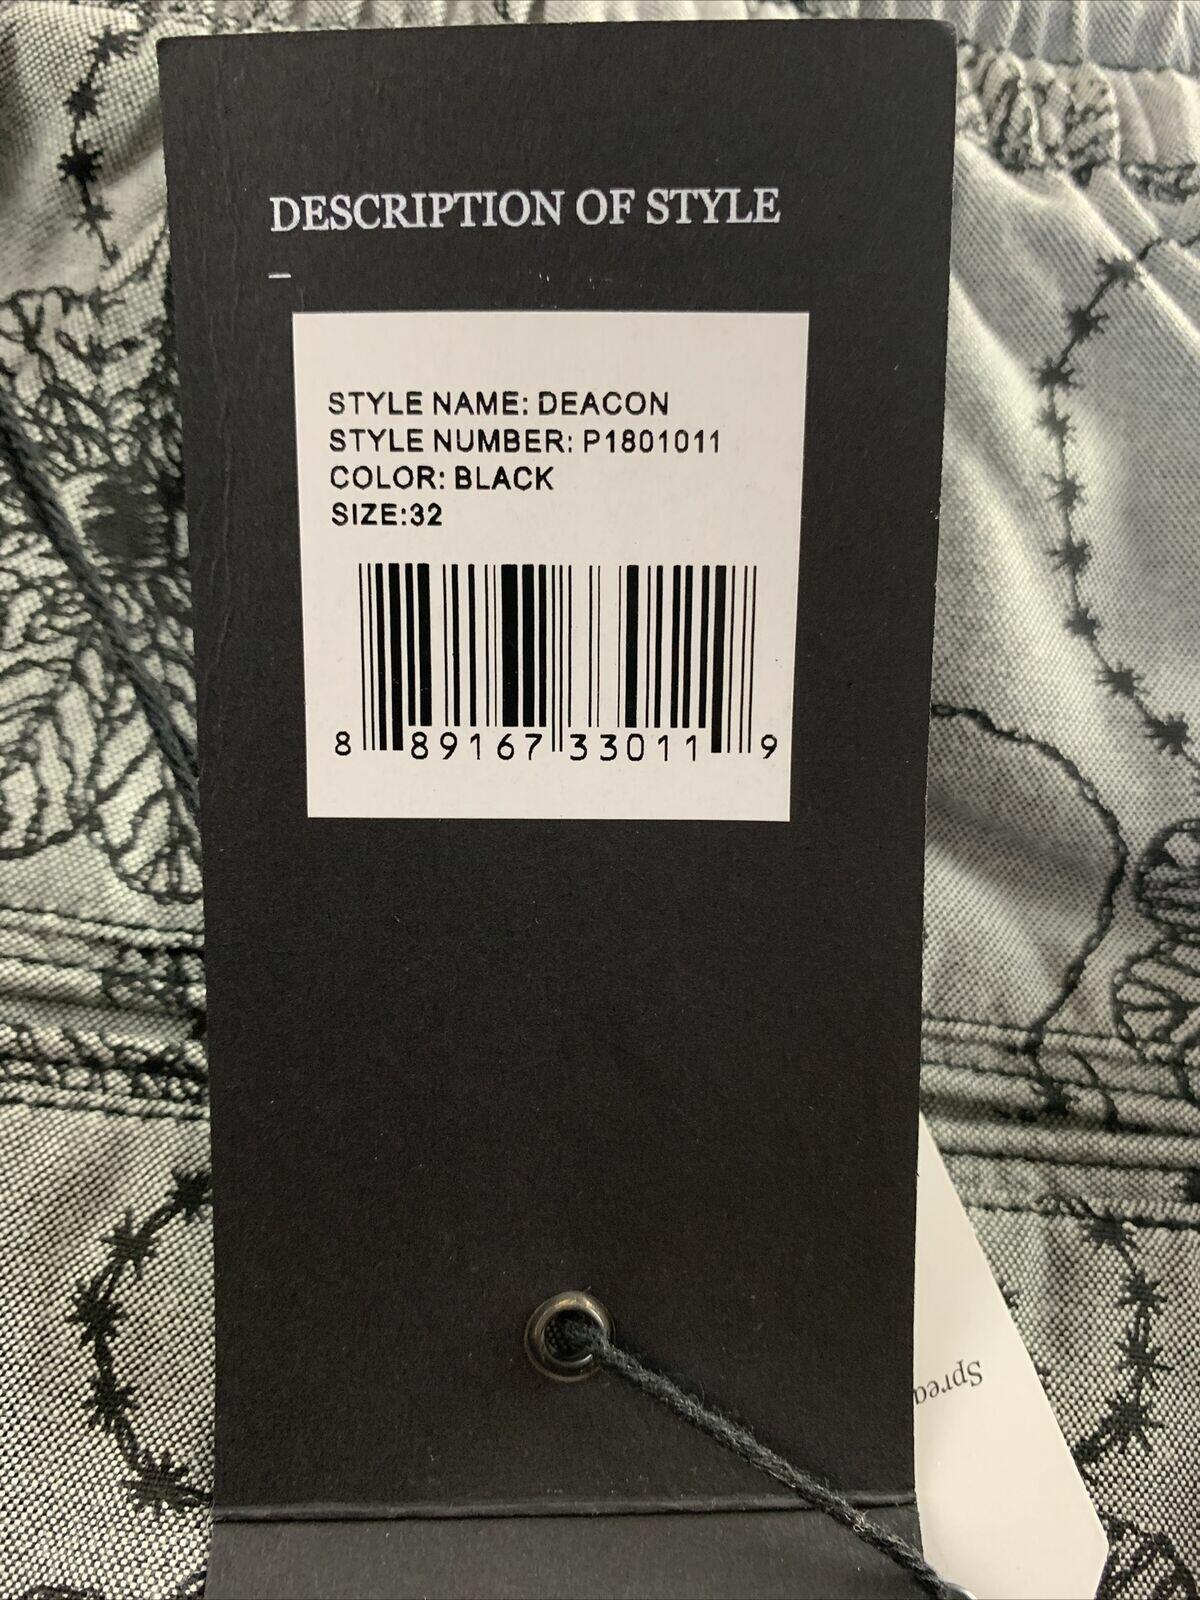 DESCRIPTION OF STYLE
STYLE NAME: DEACON
STYLE NUMBER: P1801011
COLOR: BLACK
SIZE:32
8 89167 33011 9